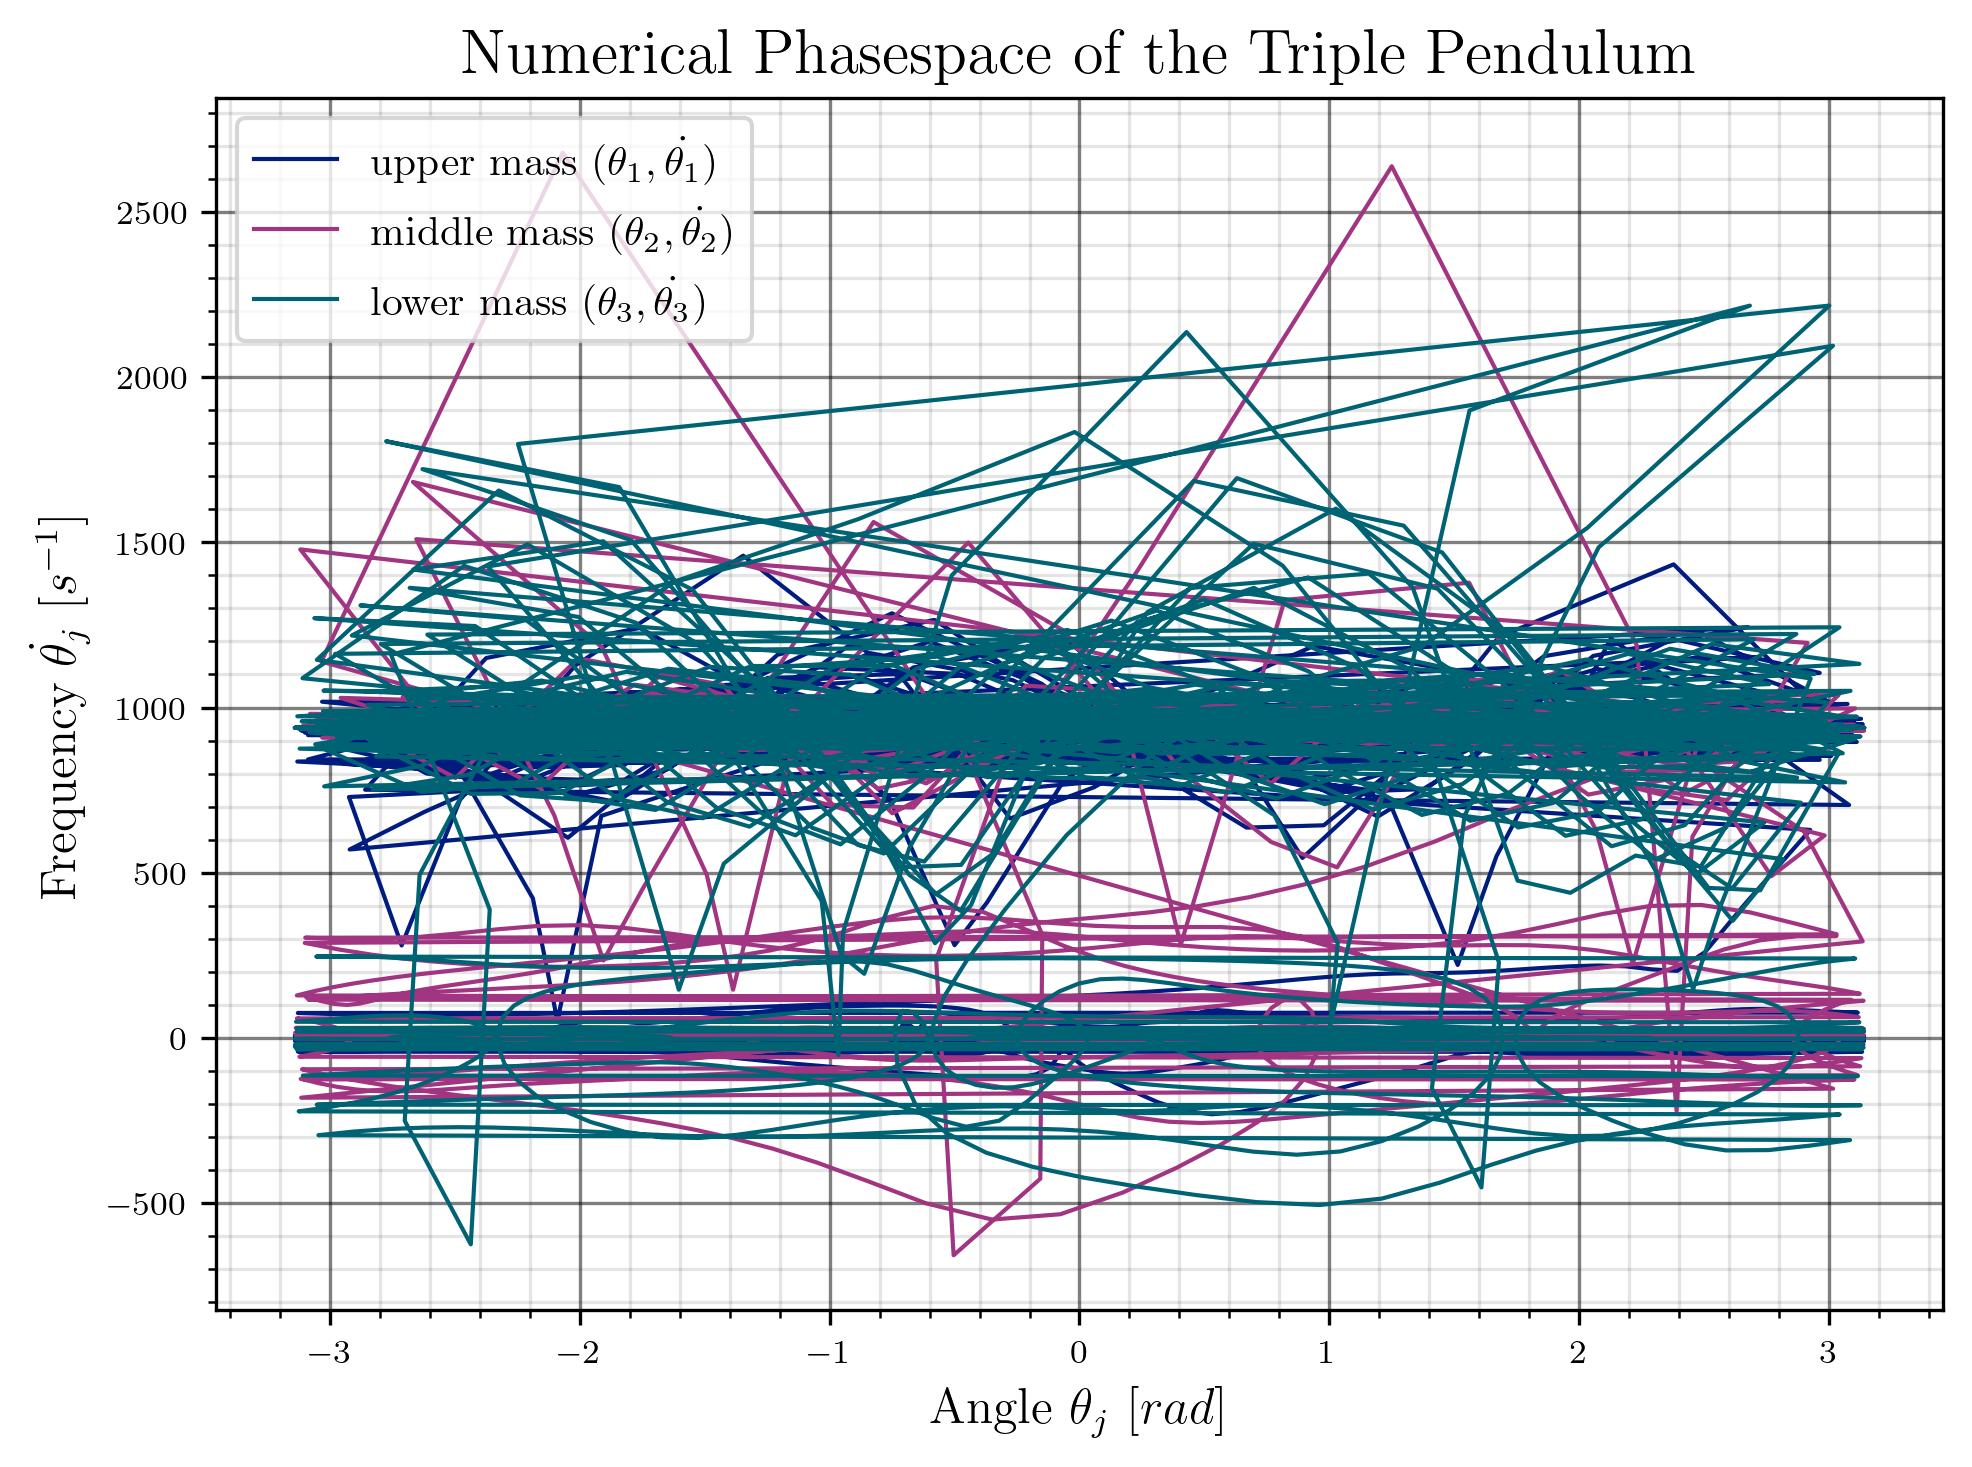 Numerical Phasespace of the Triple Pendulum
upper mass (θ₁, θ̇₁)
middle mass (θ₂, θ̇₂)
lower mass (θ₃, θ̇₃)
2500
2000
1500
1000
500
0
−500
Frequency θ̇ⱼ [s⁻¹]
−3 −2 −1 0 1 2 3
Angle θⱼ [rad]